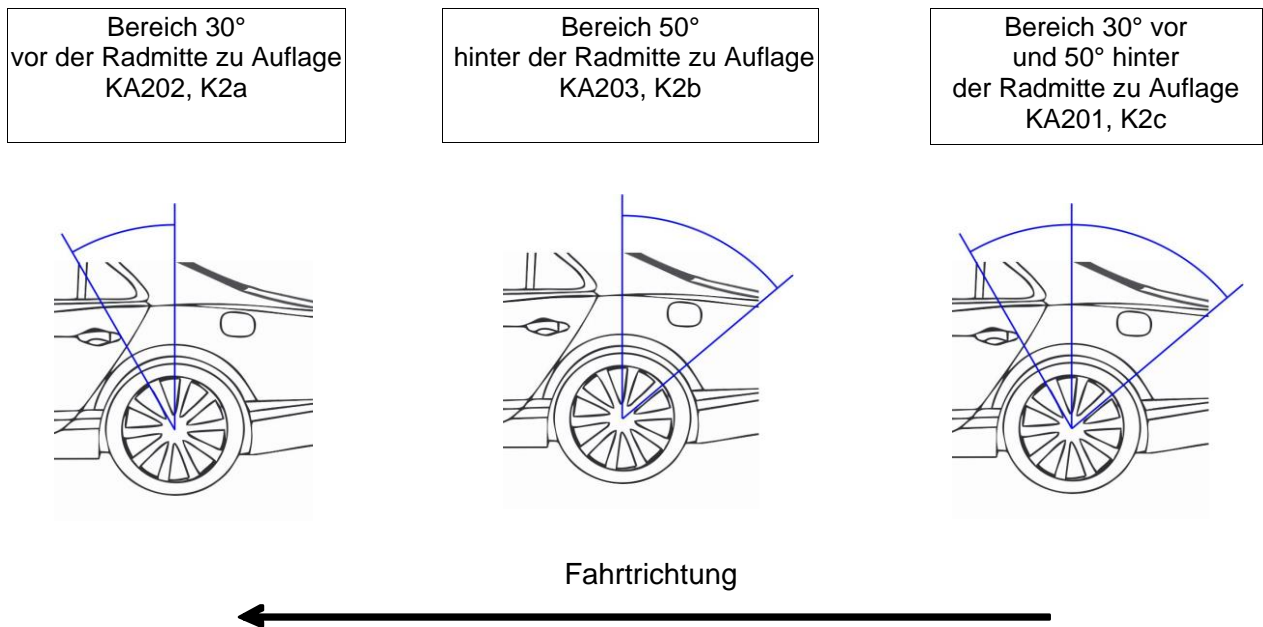 Bereich 30°
vor der Radmitte zu Auflage
KA202, K2a
Bereich 50°
hinter der Radmitte zu Auflage
KA203, K2b
Bereich 30° vor
und 50° hinter
der Radmitte zu Auflage
KA201, K2c
Fahrtrichtung